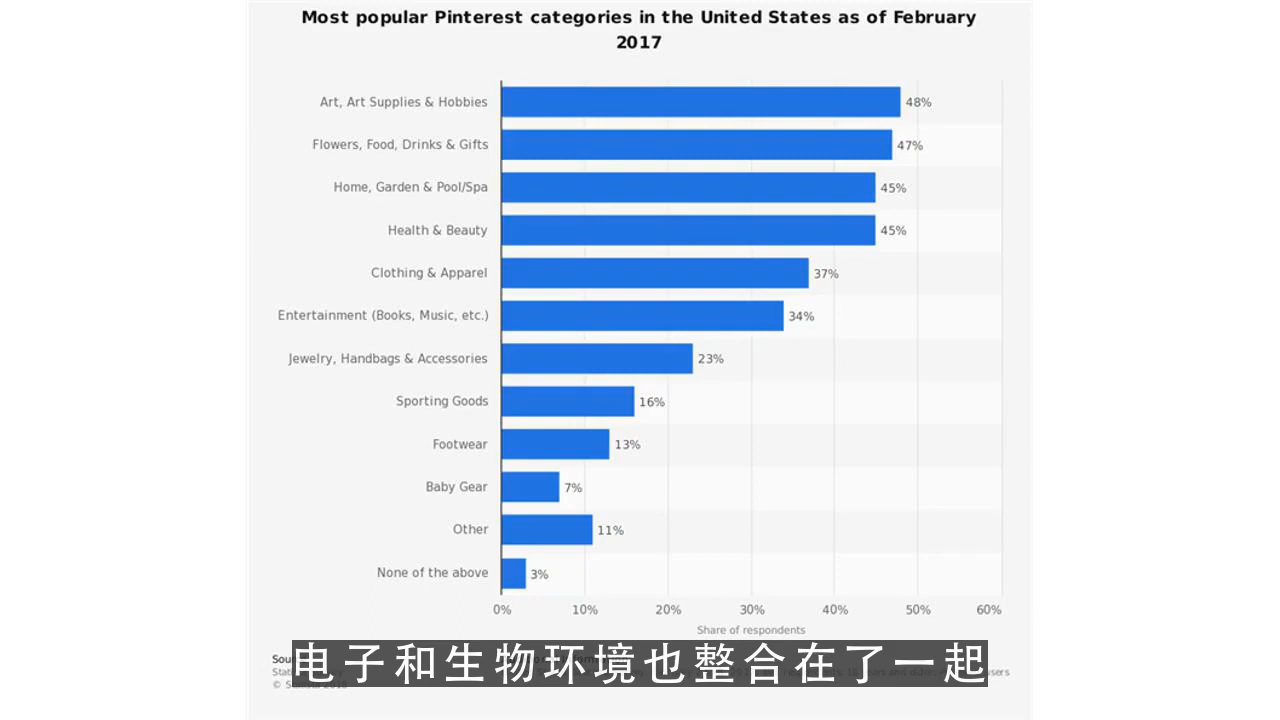 Most popular Pinterest categories in the United States as of February
2017
Art, Art Supplies & Hobbies 48%
Flowers, Food, Drinks & Gifts 47%
Home, Garden & Pool/Spa 45%
Health & Beauty 45%
Clothing & Apparel 37%
Entertainment (Books, Music, etc.) 34%
Jewelry, Handbags & Accessories 23%
Sporting Goods 16%
Footwear 13%
Baby Gear 7%
Other 11%
None of the above 3%
0% 10% 20% 30% 40% 50% 60%
Share of respondents
电子和生物环境也整合在了一起